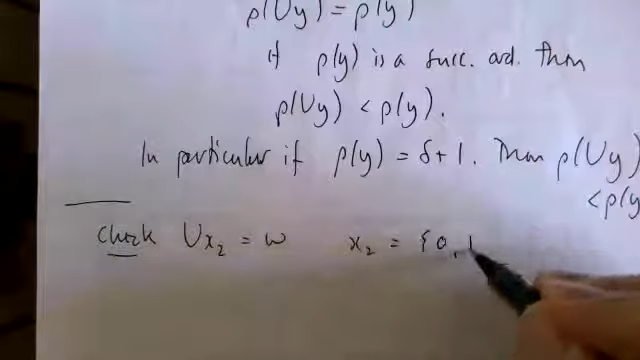 ρ(∪y) = ρ(y)
If ρ(y) is a succ. ord. then
ρ(∪y) < ρ(y).
In particular if ρ(y) = δ+1. Then ρ(∪y)
< ρ(y
Check ∪x₂ = ω x₂ = {0, 1